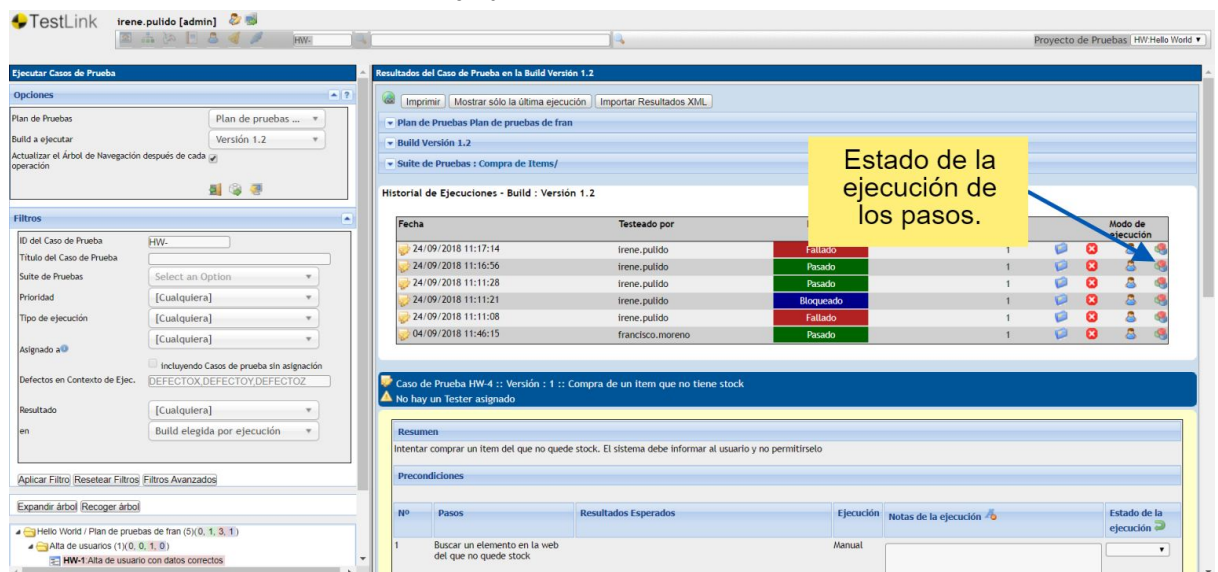 TestLink irene.pulido [admin]
HW-
Proyecto de Pruebas HW:Hello World
Ejecutar Casos de Prueba
Opciones
?
Plan de Pruebas Plan de pruebas ...
Build a ejecutar Versión 1.2
Actualizar el Árbol de Navegación después de cada
operación
Filtros
ID del Caso de Prueba HW-
Título del Caso de Prueba
Suite de Pruebas Select an Option
Prioridad [Cualquiera]
Tipo de ejecución [Cualquiera]
[Cualquiera]
Asignado a
Incluyendo Casos de prueba sin asignación
Defectos en Contexto de Ejec. DEFECTOX,DEFECTOY,DEFECTOZ
Resultado [Cualquiera]
en Build elegida por ejecución
Aplicar Filtro Resetear Filtros Filtros Avanzados
Expandir árbol Recoger árbol
Hello World / Plan de pruebas de fran (5)(0, 1, 3, 1)
Alta de usuarios (1)(0, 0, 1, 0)
HW-1:Alta de usuario con datos correctos
Resultados del Caso de Prueba en la Build Versión 1.2
Imprimir Mostrar sólo la última ejecución Importar Resultados XML
Plan de Pruebas Plan de pruebas de fran
Build Versión 1.2
Suite de Pruebas : Compra de Items/
Estado de la
ejecución de
los pasos.
Historial de Ejecuciones - Build : Versión 1.2
Fecha Testeado por Modo de
ejecución
24/09/2018 11:17:14 irene.pulido Fallado 1
24/09/2018 11:16:56 irene.pulido Pasado 1
24/09/2018 11:11:28 irene.pulido Pasado 1
24/09/2018 11:11:21 irene.pulido Bloqueado 1
24/09/2018 11:11:08 irene.pulido Fallado 1
04/09/2018 11:46:15 francisco.moreno Pasado 1
Caso de Prueba HW-4 :: Versión : 1 :: Compra de un item que no tiene stock
No hay un Tester asignado
Resumen
Intentar comprar un item del que no quede stock. El sistema debe informar al usuario y no permitirselo
Precondiciones
Nº Pasos Resultados Esperados Ejecución Notas de la ejecución Estado de la
ejecución
1 Buscar un elemento en la web Manual
del que no quede stock